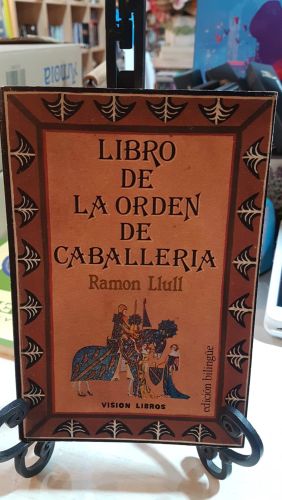 LIBRO
DE
LA ORDEN
DE
CABALLERIA
Ramon Llull
edición bilingüe
VISION LIBROS